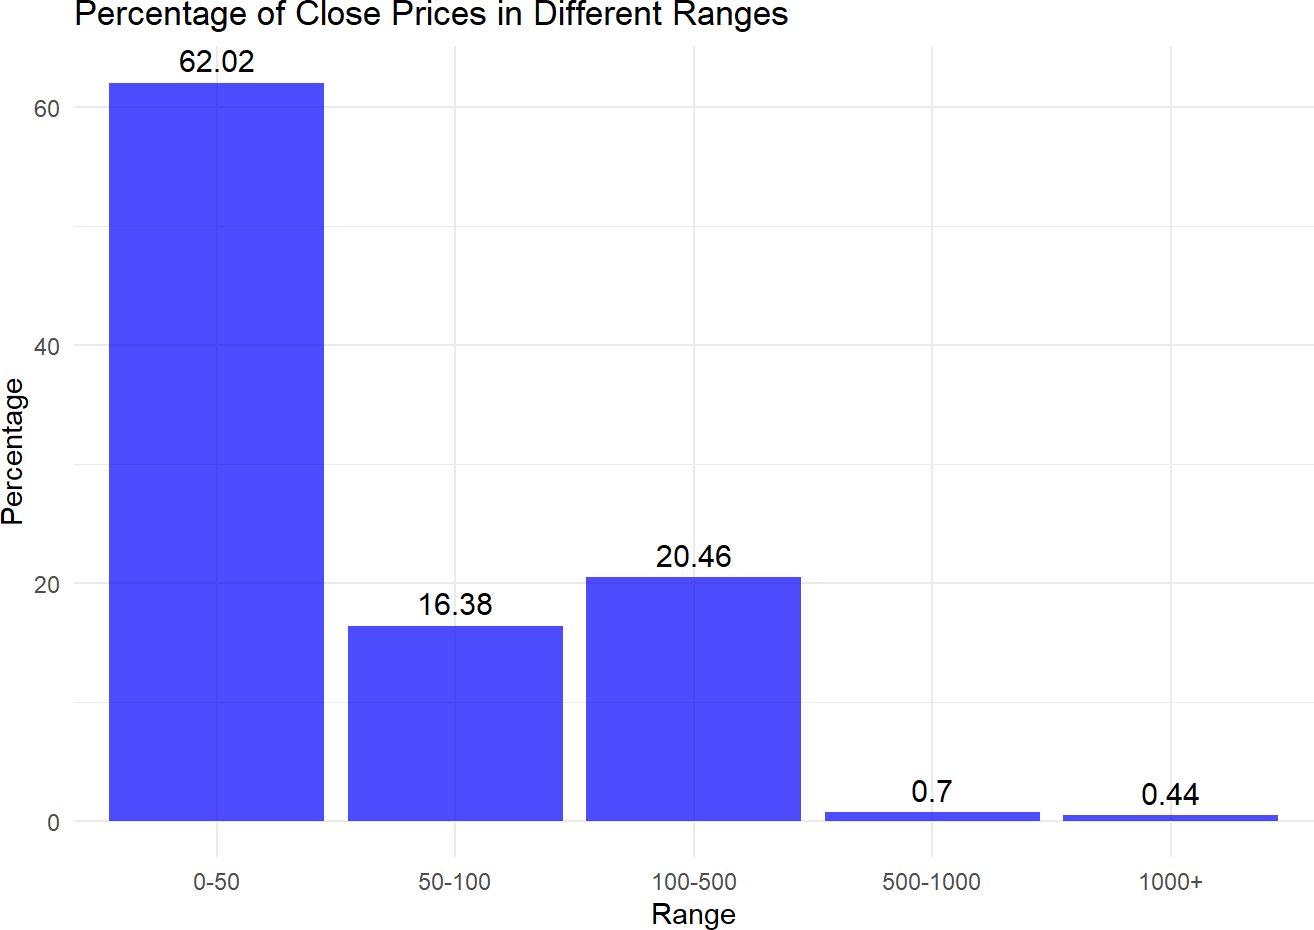 Percentage of Close Prices in Different Ranges
62.02
60
40
20.46
20
16.38
0.7
0.44
0
Percentage
0-50 50-100 100-500 500-1000 1000+
Range